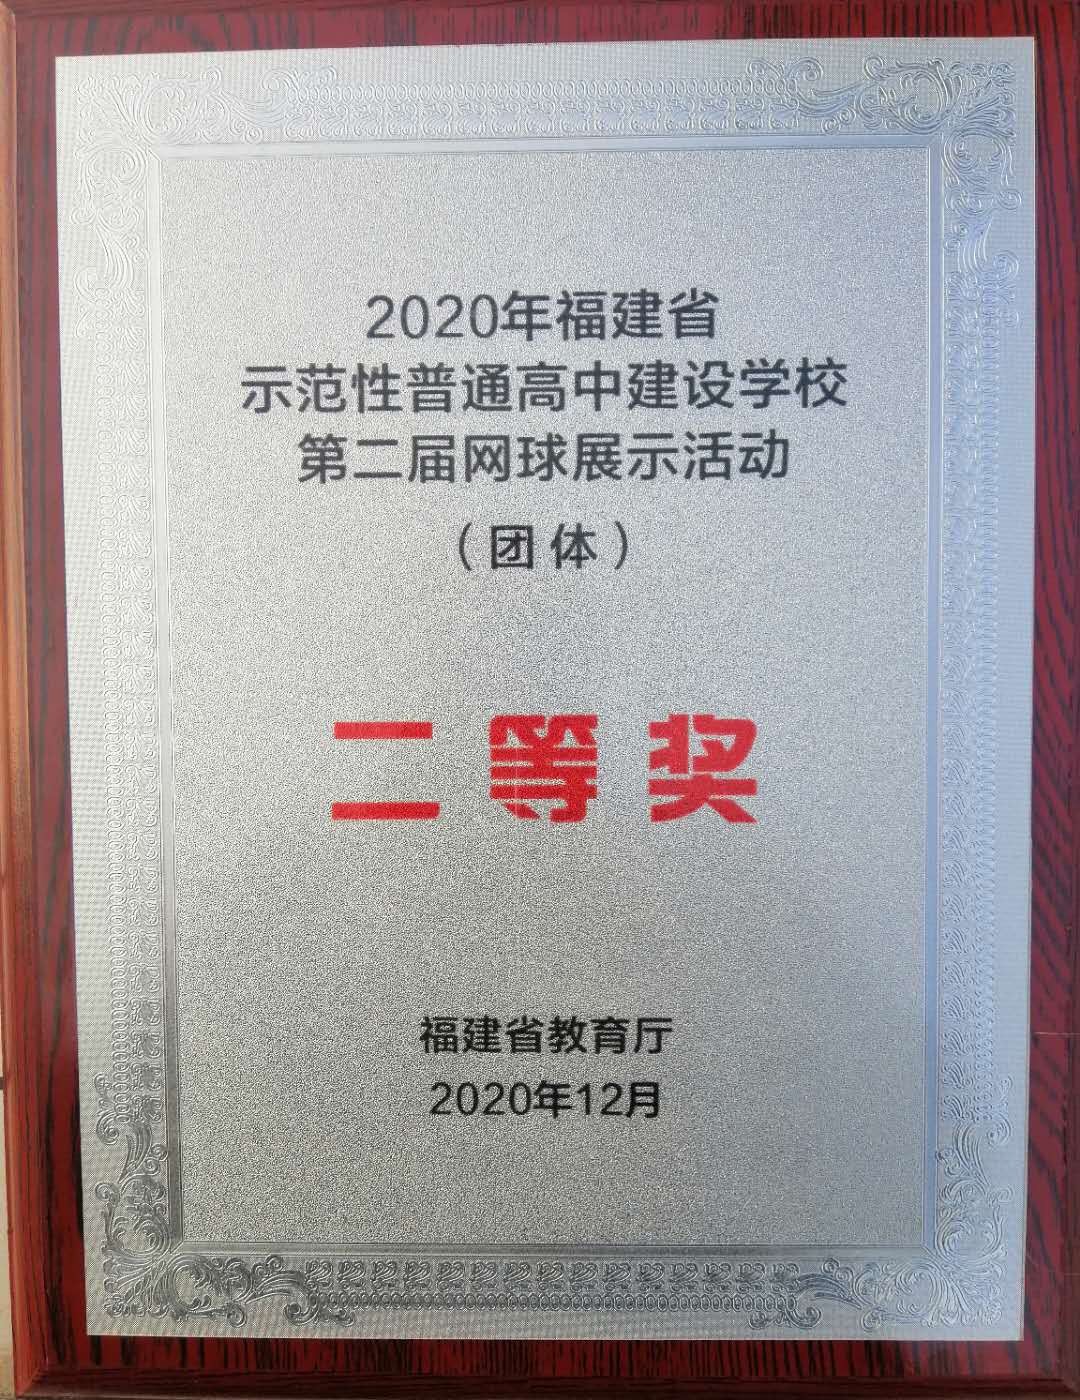 2020年福建省
示范性普通高中建设学校
第二届网球展示活动
（团体）
二等奖
福建省教育厅
2020年12月